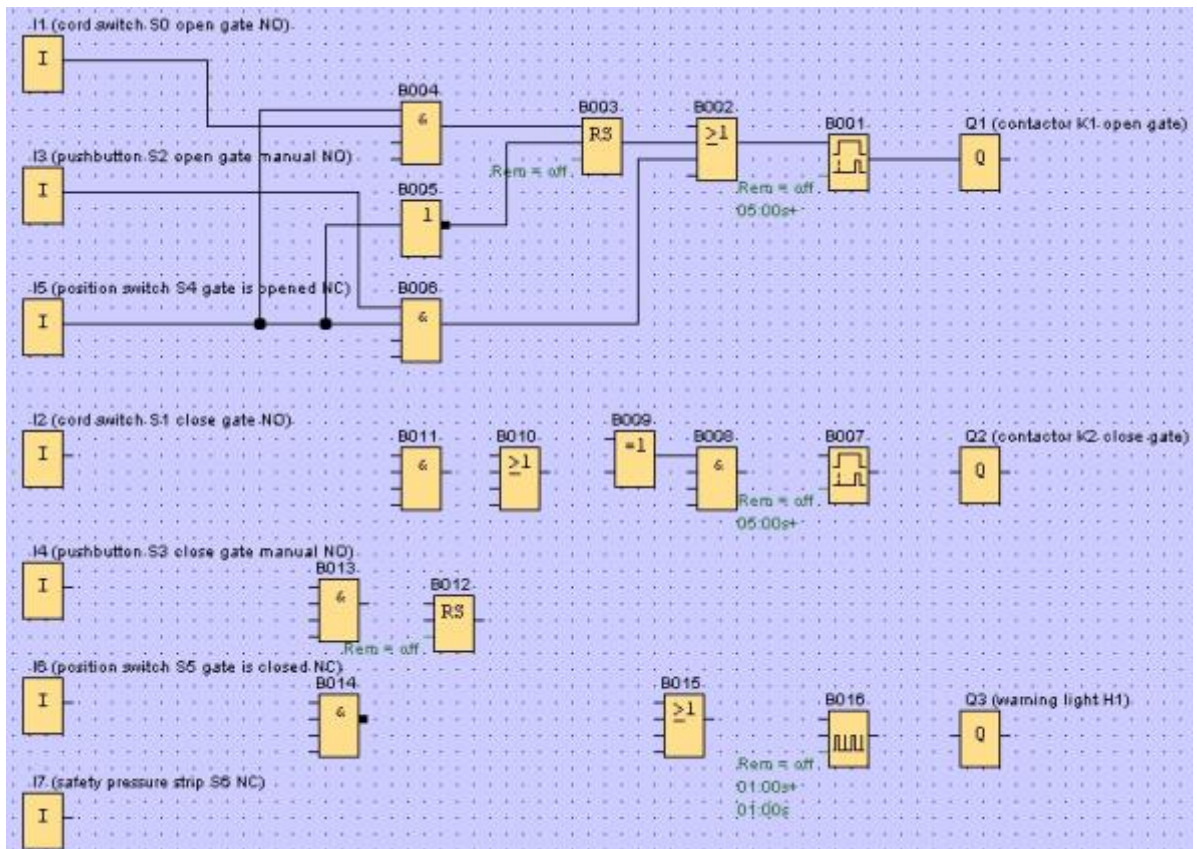 I1 (cord switch S0 open gate NO)
I
B004
&
B003
RS
Rem = off
B002
≥1
B001
Rem = off
05:00s+
Q1 (contactor K1 open gate)
Q
I3 (pushbutton S2 open gate manual NO)
I
B005
1
I5 (position switch S4 gate is opened NC)
I
B006
&
I2 (cord switch S1 close gate NO)
I
B011
&
B010
≥1
B009
=1
B008
&
B007
Rem = off
05:00s+
Q2 (contactor K2 close gate)
Q
I4 (pushbutton S3 close gate manual NO)
I
B013
&
B012
RS
Rem = off
I6 (position switch S5 gate is closed NC)
I
B014
&
B015
≥1
B016
Rem = off
01:00s+
01:00s
Q3 (warning light H1)
Q
I7 (safety pressure strip S6 NC)
I